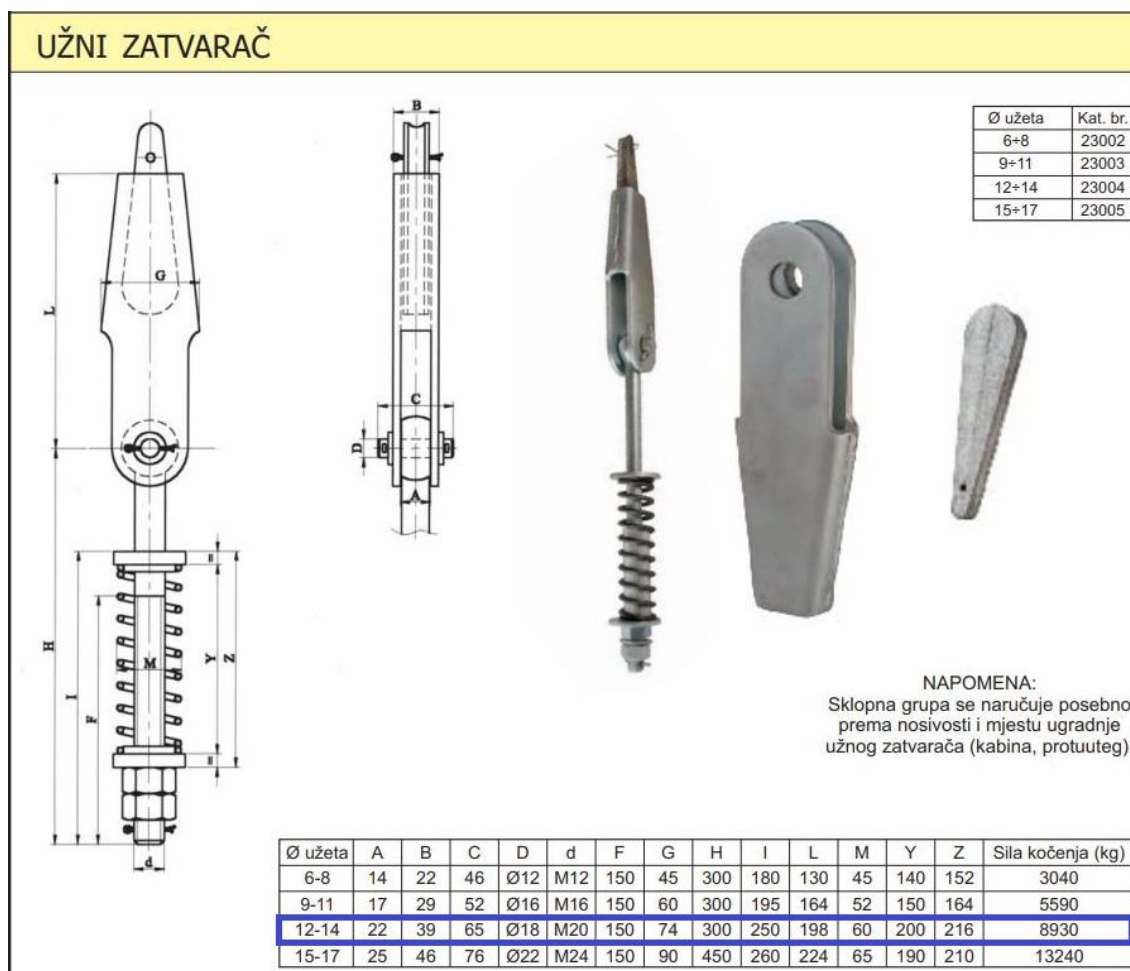 UŽNI ZATVARAČ
Ø užeta Kat. br.
6÷8 23002
9÷11 23003
12÷14 23004
15÷17 23005
B
G
L
C
D
A
H
I
F
M
Y
Z
d
NAPOMENA:
Sklopna grupa se naručuje posebno
prema nosivosti i mjestu ugradnje
užnog zatvarača (kabina, protuuteg)
Ø užeta A B C D d F G H I L M Y Z Sila kočenja (kg)
6-8 14 22 46 Ø12 M12 150 45 300 180 130 45 140 152 3040
9-11 17 29 52 Ø16 M16 150 60 300 195 164 52 150 164 5590
12-14 22 39 65 Ø18 M20 150 74 300 250 198 60 200 216 8930
15-17 25 46 76 Ø22 M24 150 90 450 260 224 65 190 210 13240